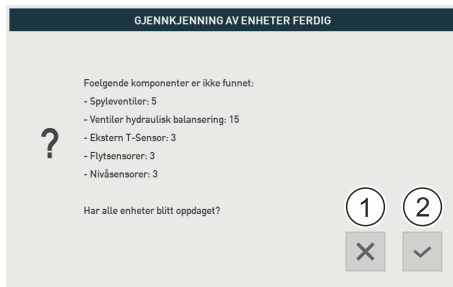 GJENNKJENNING AV ENHETER FERDIG
Foelgende komponenter er ikke funnet:
- Spyleventiler: 5
- Ventiler hydraulisk balansering: 15
- Ekstern T-Sensor: 3
- Flytsensorer: 3
- Nivåsensorer: 3
?
Har alle enheter blitt oppdaget?
1
2